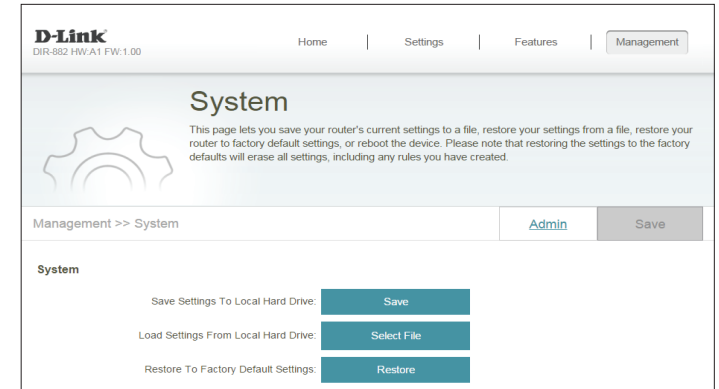 D-Link
DIR-882 HW:A1 FW:1.00
Home
Settings
Features
Management
System
This page lets you save your router's current settings to a file, restore your settings from a file, restore your
router to factory default settings, or reboot the device. Please note that restoring the settings to the factory
defaults will erase all settings, including any rules you have created.
Management >> System
Admin
Save
System
Save Settings To Local Hard Drive:
Save
Load Settings From Local Hard Drive:
Select File
Restore To Factory Default Settings:
Restore